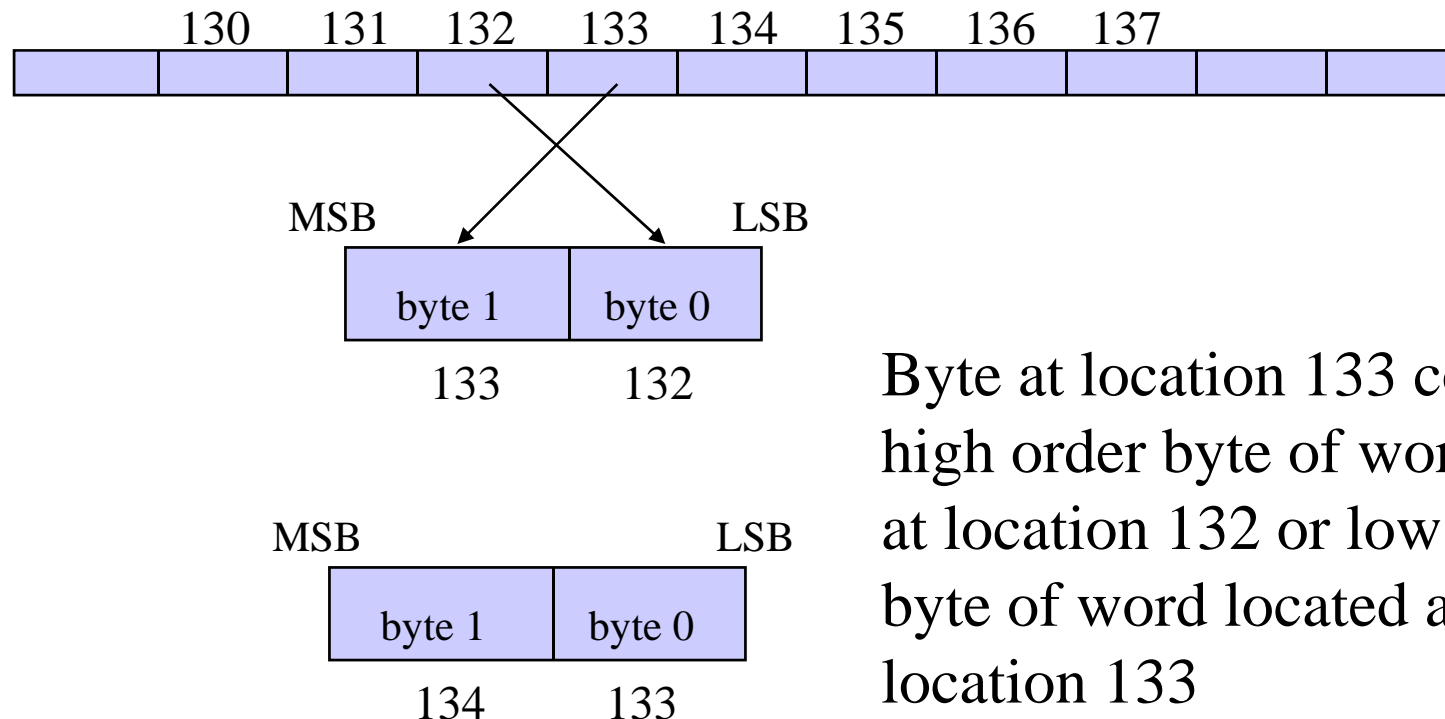 130 131 132 133 134 135 136 137
MSB LSB
byte 1 byte 0
133 132
Byte at location 133
high order byte of
at location 132 or low
byte of word located
location 133
MSB LSB
byte 1 byte 0
134 133